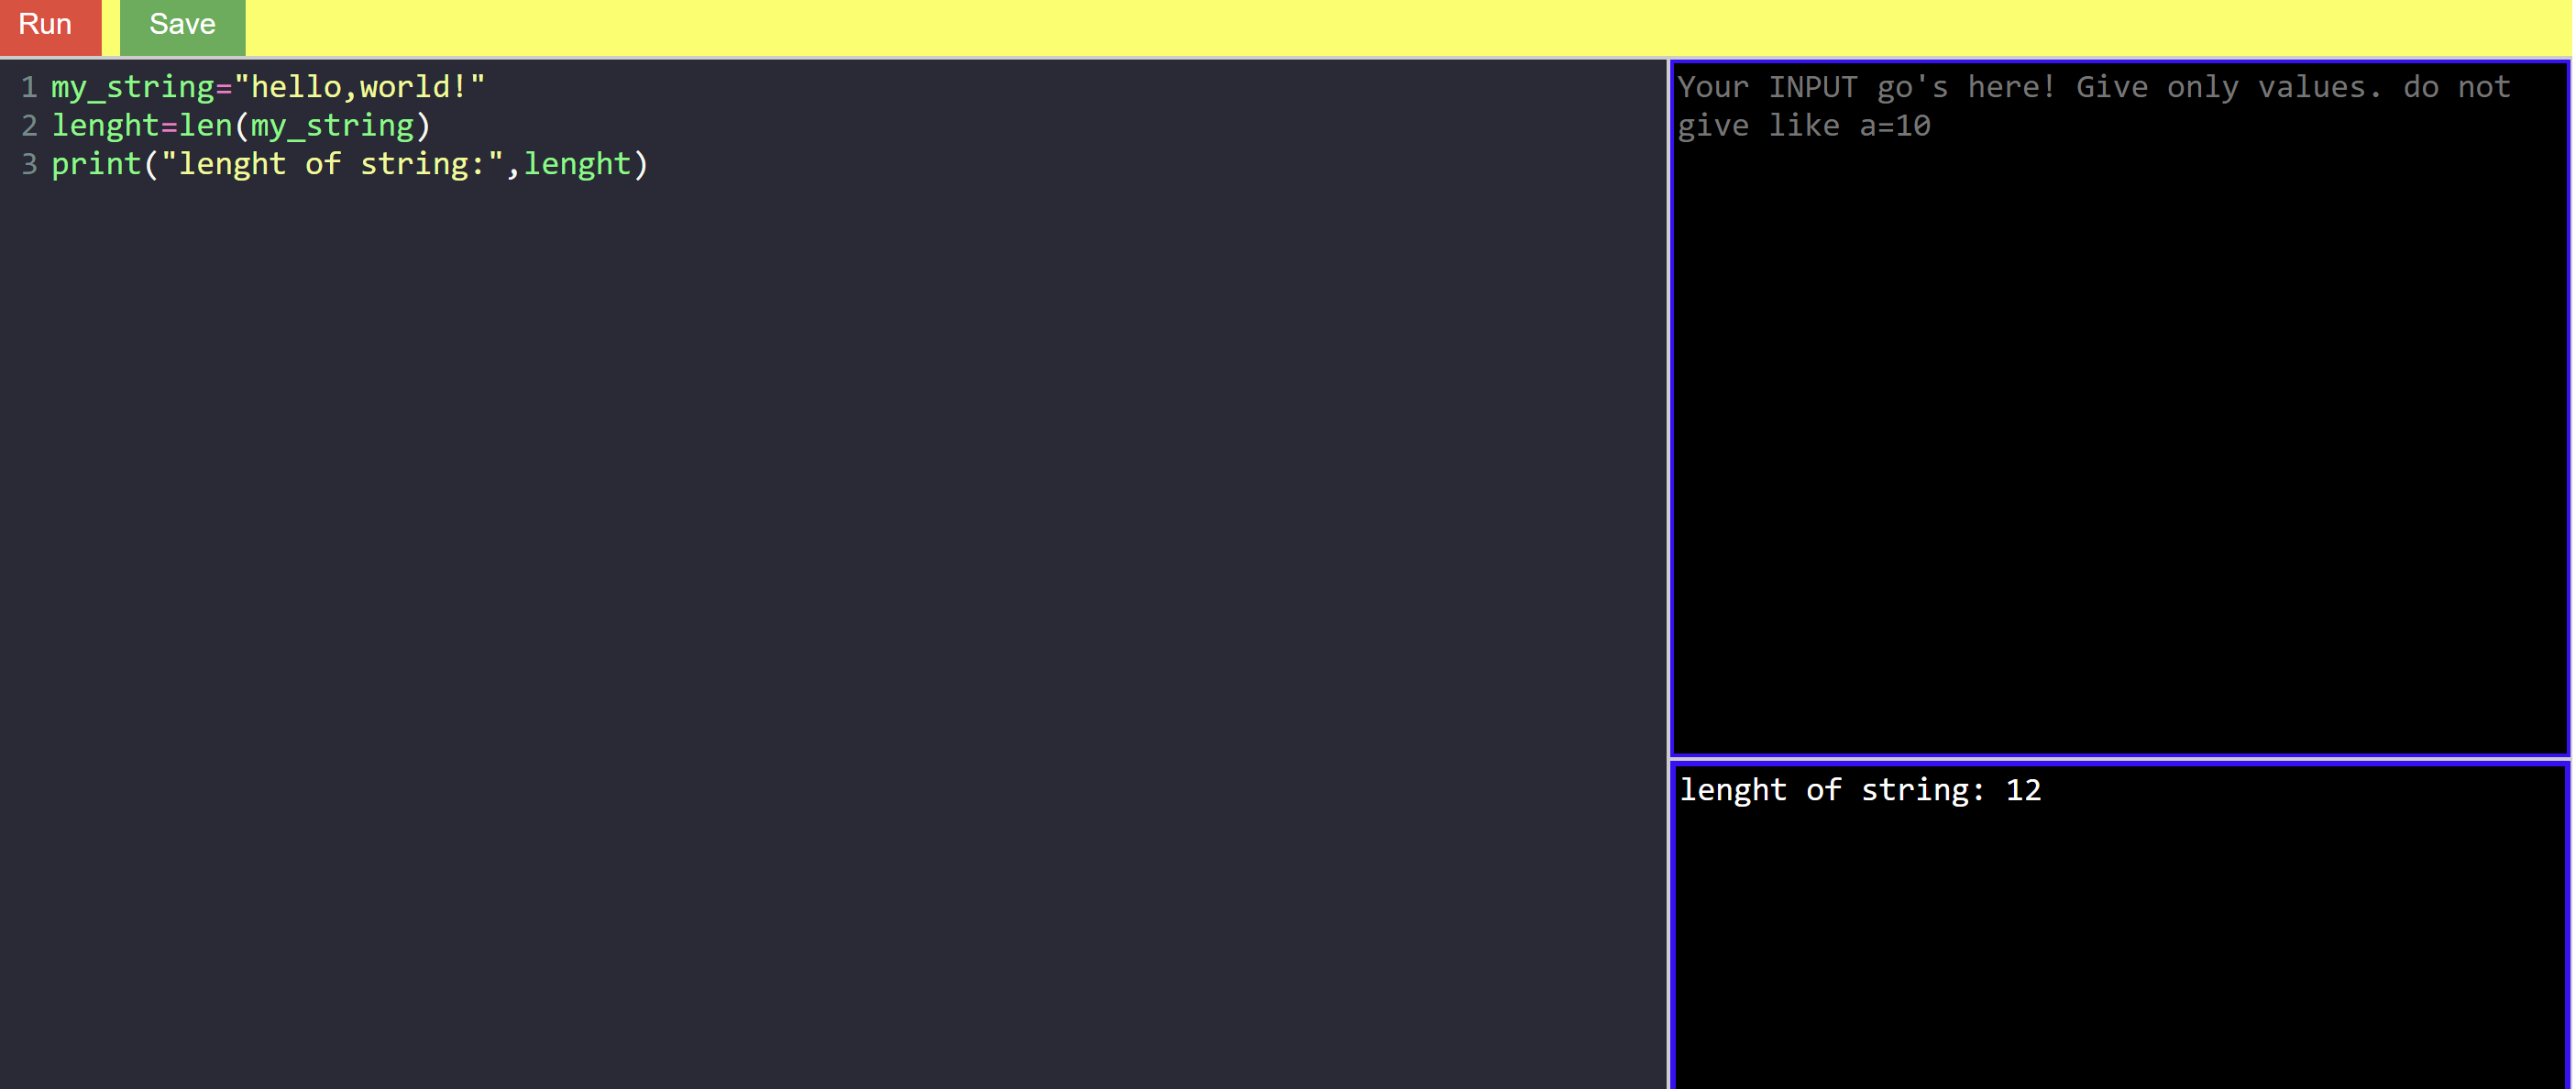 Run Save
1 my_string="hello,world!"
2 lenght=len(my_string)
3 print("lenght of string:",lenght)
Your INPUT go's here! Give only values. do not
give like a=10
lenght of string: 12